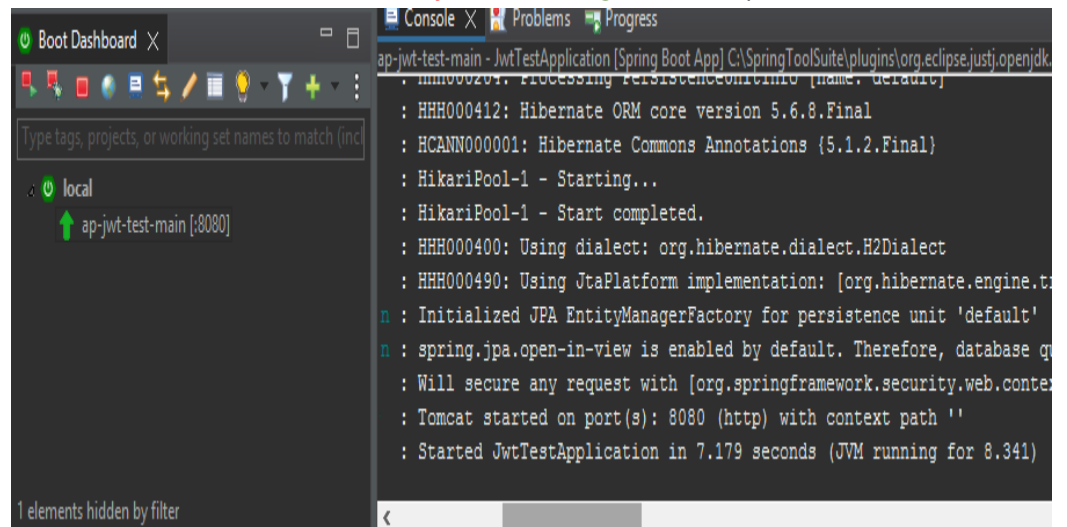 Boot Dashboard
Type tags, projects, or working set names to match (incl
local
ap-jwt-test-main [:8080]
1 elements hidden by filter
Console Problems Progress
ap-jwt-test-main - JwtTestApplication [Spring Boot App] C:\SpringToolSuite\plugins\org.eclipse.justj.openjdk.
: HHH000204: Processing PersistenceUnitInfo [name: default]
: HHH000412: Hibernate ORM core version 5.6.8.Final
: HCANN000001: Hibernate Commons Annotations {5.1.2.Final}
: HikariPool-1 - Starting...
: HikariPool-1 - Start completed.
: HHH000400: Using dialect: org.hibernate.dialect.H2Dialect
: HHH000490: Using JtaPlatform implementation: [org.hibernate.engine.t
n : Initialized JPA EntityManagerFactory for persistence unit 'default'
n : spring.jpa.open-in-view is enabled by default. Therefore, database q
: Will secure any request with [org.springframework.security.web.conte
: Tomcat started on port(s): 8080 (http) with context path ''
: Started JwtTestApplication in 7.179 seconds (JVM running for 8.341)